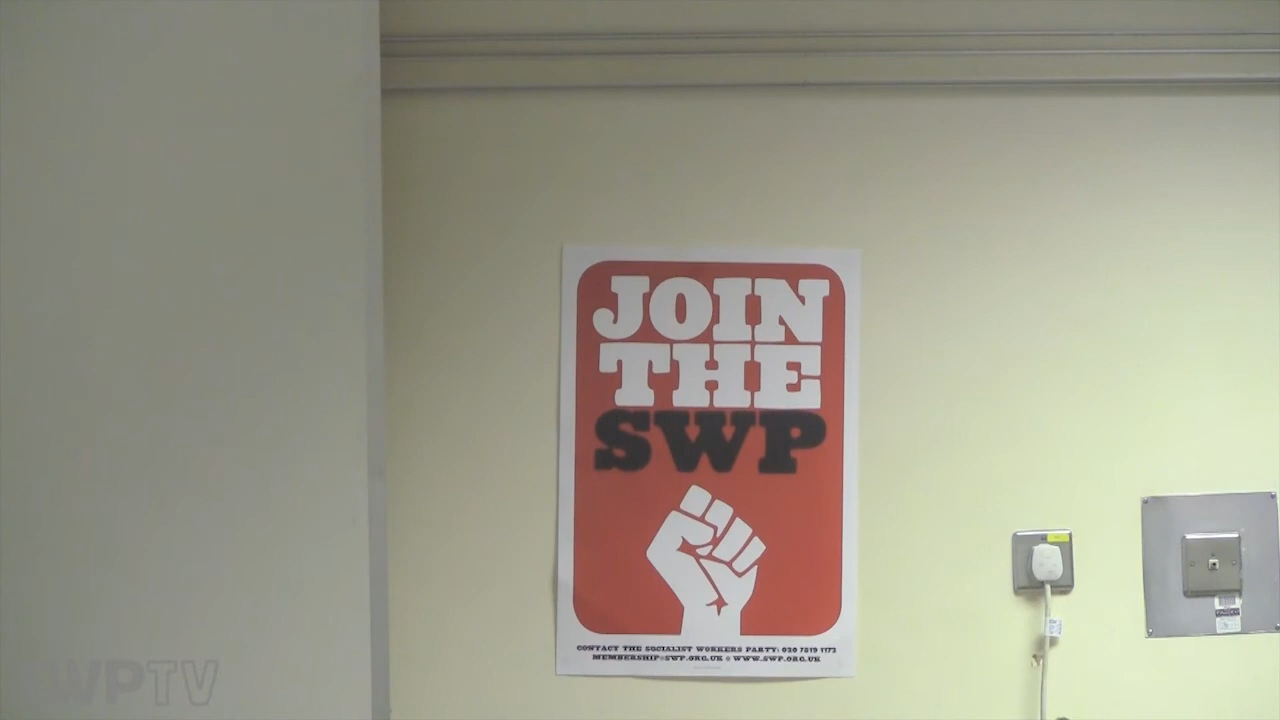 JOIN
THE
SWP
CONTACT THE SOCIALIST WORKERS PARTY: 020 7819 1172
MEMBERSHIP@SWP.ORG.UK ● WWW.SWP.ORG.UK
WPTV